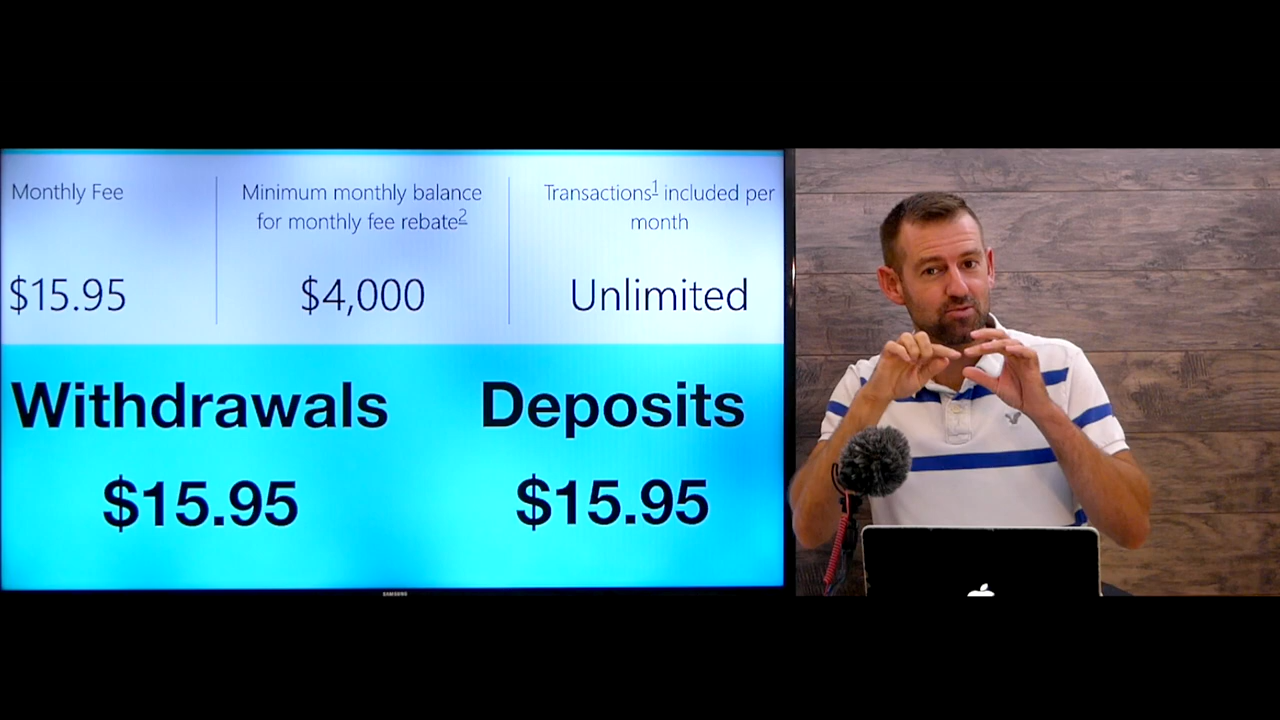 Monthly Fee
Minimum monthly balance
for monthly fee rebate2
Transactions1 included per
month
$15.95
$4,000
Unlimited
Withdrawals
Deposits
$15.95
$15.95
SAMSUNG